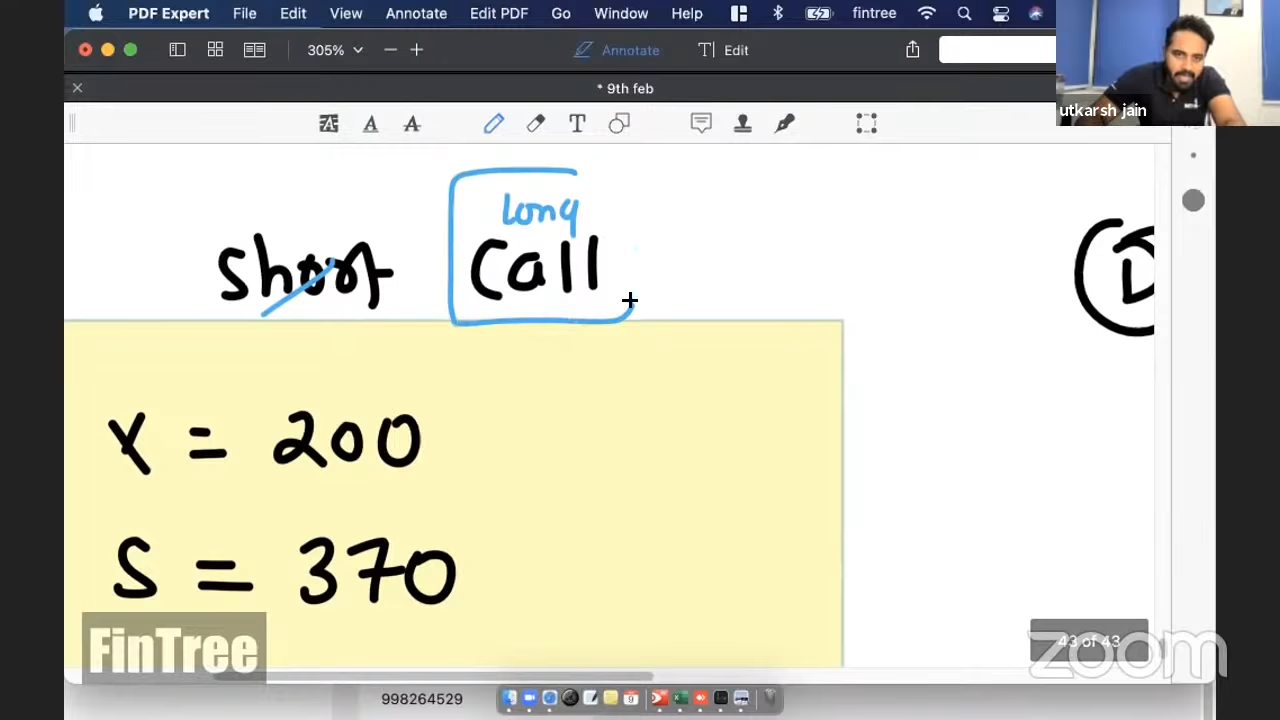 PDF Expert File Edit View Annotate Edit PDF Go Window Help fintree
305% Annotate Edit
* 9th feb
utkarsh jain
long
short Call
D
X = 200
S = 370
FinTree
43 of 43
zoom
998264529